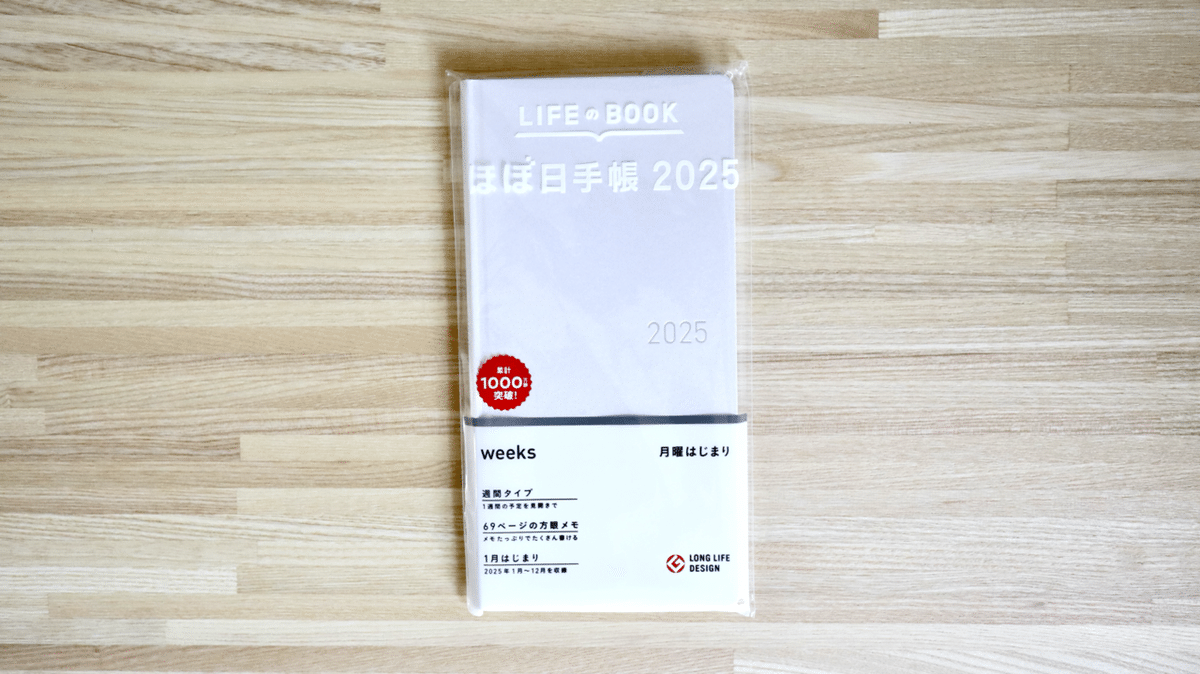 LIFEのBOOK
ほぼ日手帳 2025
2025
累計
1000万部
突破!
weeks
月曜はじまり
週間タイプ
1週間の予定を見開きで
69ページの方眼メモ
メモたっぷりでたくさん書ける
1月はじまり
2025年1月〜12月を収録
LONG LIFE
DESIGN